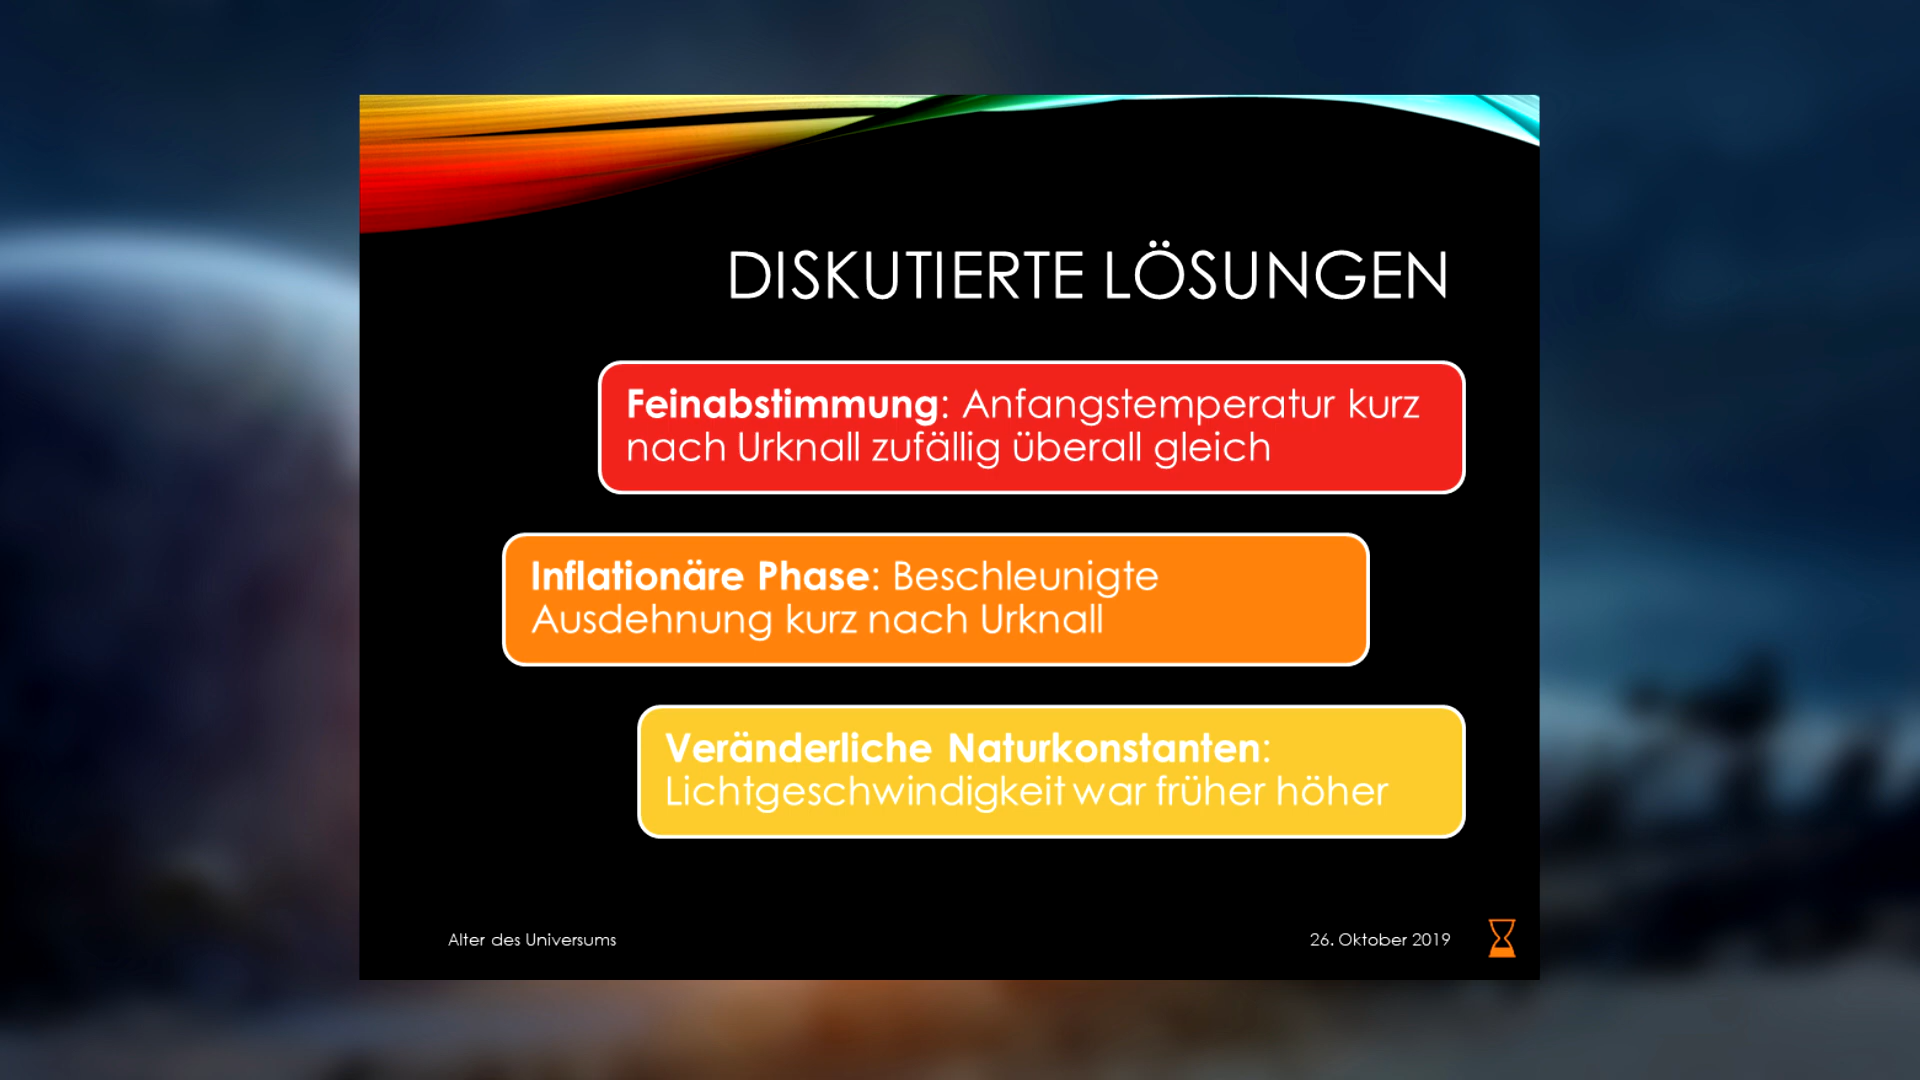 DISKUTIERTE LÖSUNGEN
Feinabstimmung: Anfangstemperatur kurz
nach Urknall zufällig überall gleich
Inflationäre Phase: Beschleunigte
Ausdehnung kurz nach Urknall
Veränderliche Naturkonstanten:
Lichtgeschwindigkeit war früher höher
Alter des Universums
26. Oktober 2019